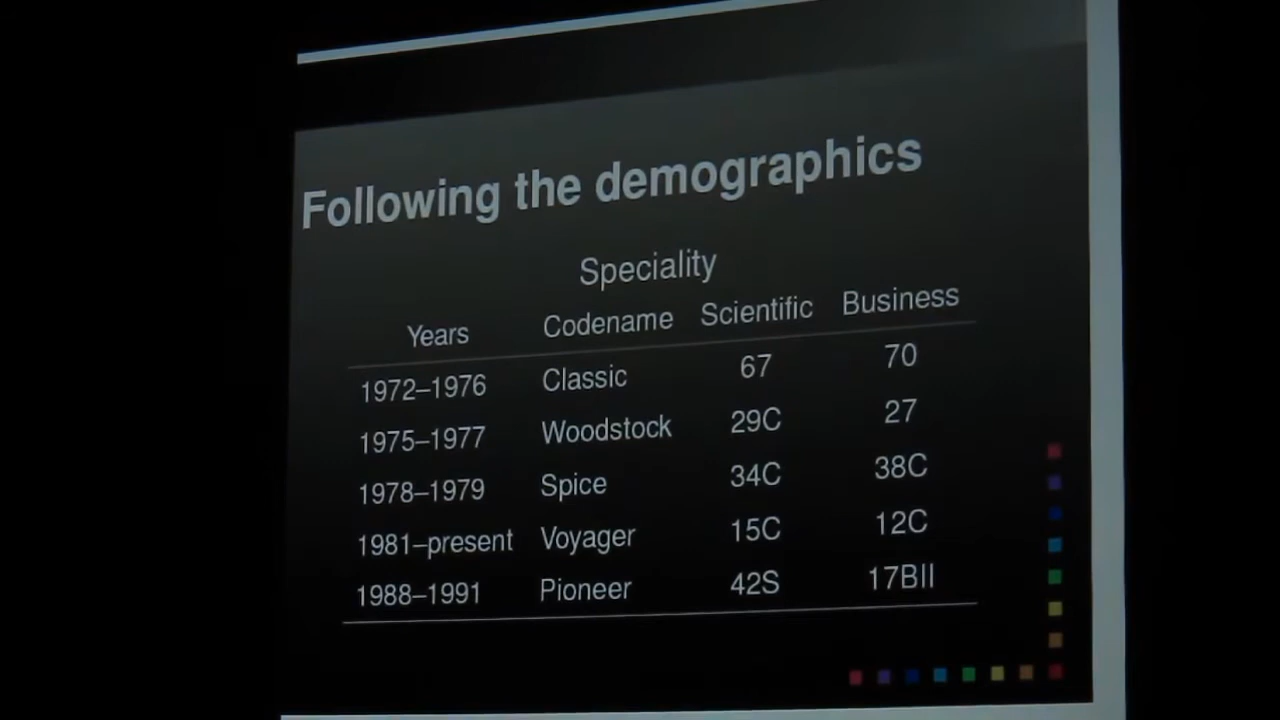 Following the demographics
Speciality
Years Codename Scientific Business
1972–1976 Classic 67 70
1975–1977 Woodstock 29C 27
1978–1979 Spice 34C 38C
1981–present Voyager 15C 12C
1988–1991 Pioneer 42S 17BII